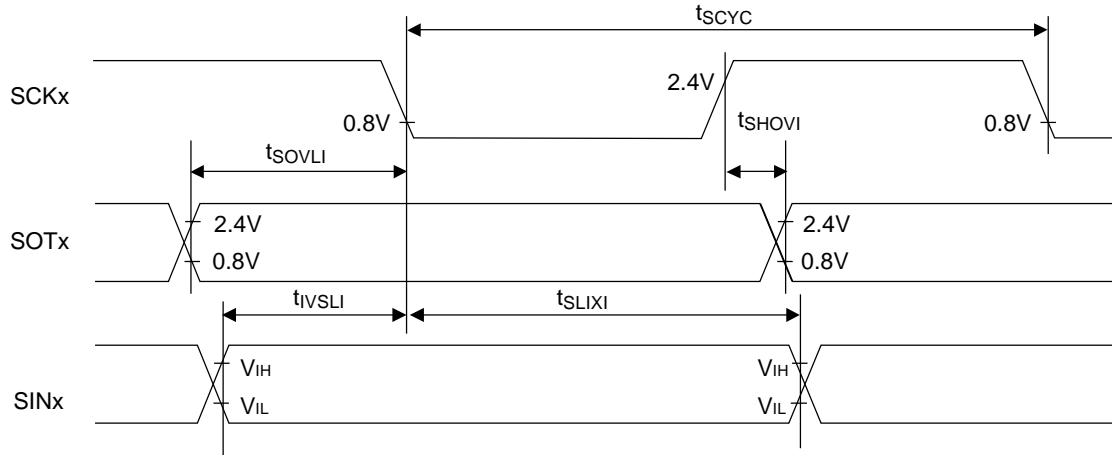 tSCYC
SCKx
2.4V
0.8V
tSHOVI
0.8V
tSOVLI
SOTx
2.4V
2.4V
0.8V
0.8V
tIVSLI
tSLIXI
SINx
VIH
VIH
VIL
VIL